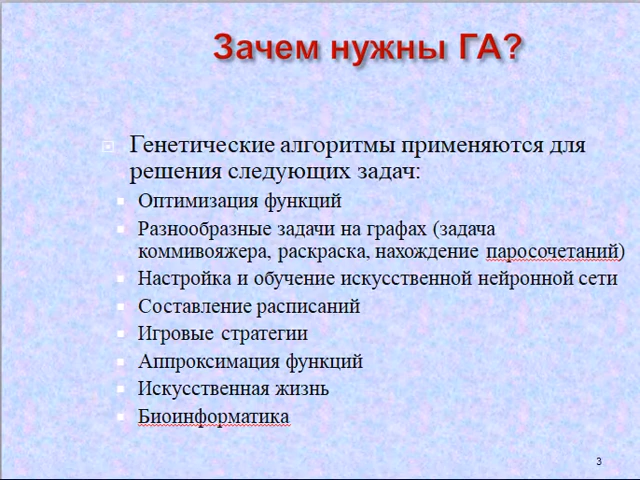 Зачем нужны ГА?
Генетические алгоритмы применяются для
решения следующих задач:
Оптимизация функций
Разнообразные задачи на графах (задача
коммивояжера, раскраска, нахождение паросочетаний)
Настройка и обучение искусственной нейронной сети
Составление расписаний
Игровые стратегии
Аппроксимация функций
Искусственная жизнь
Биоинформатика
3